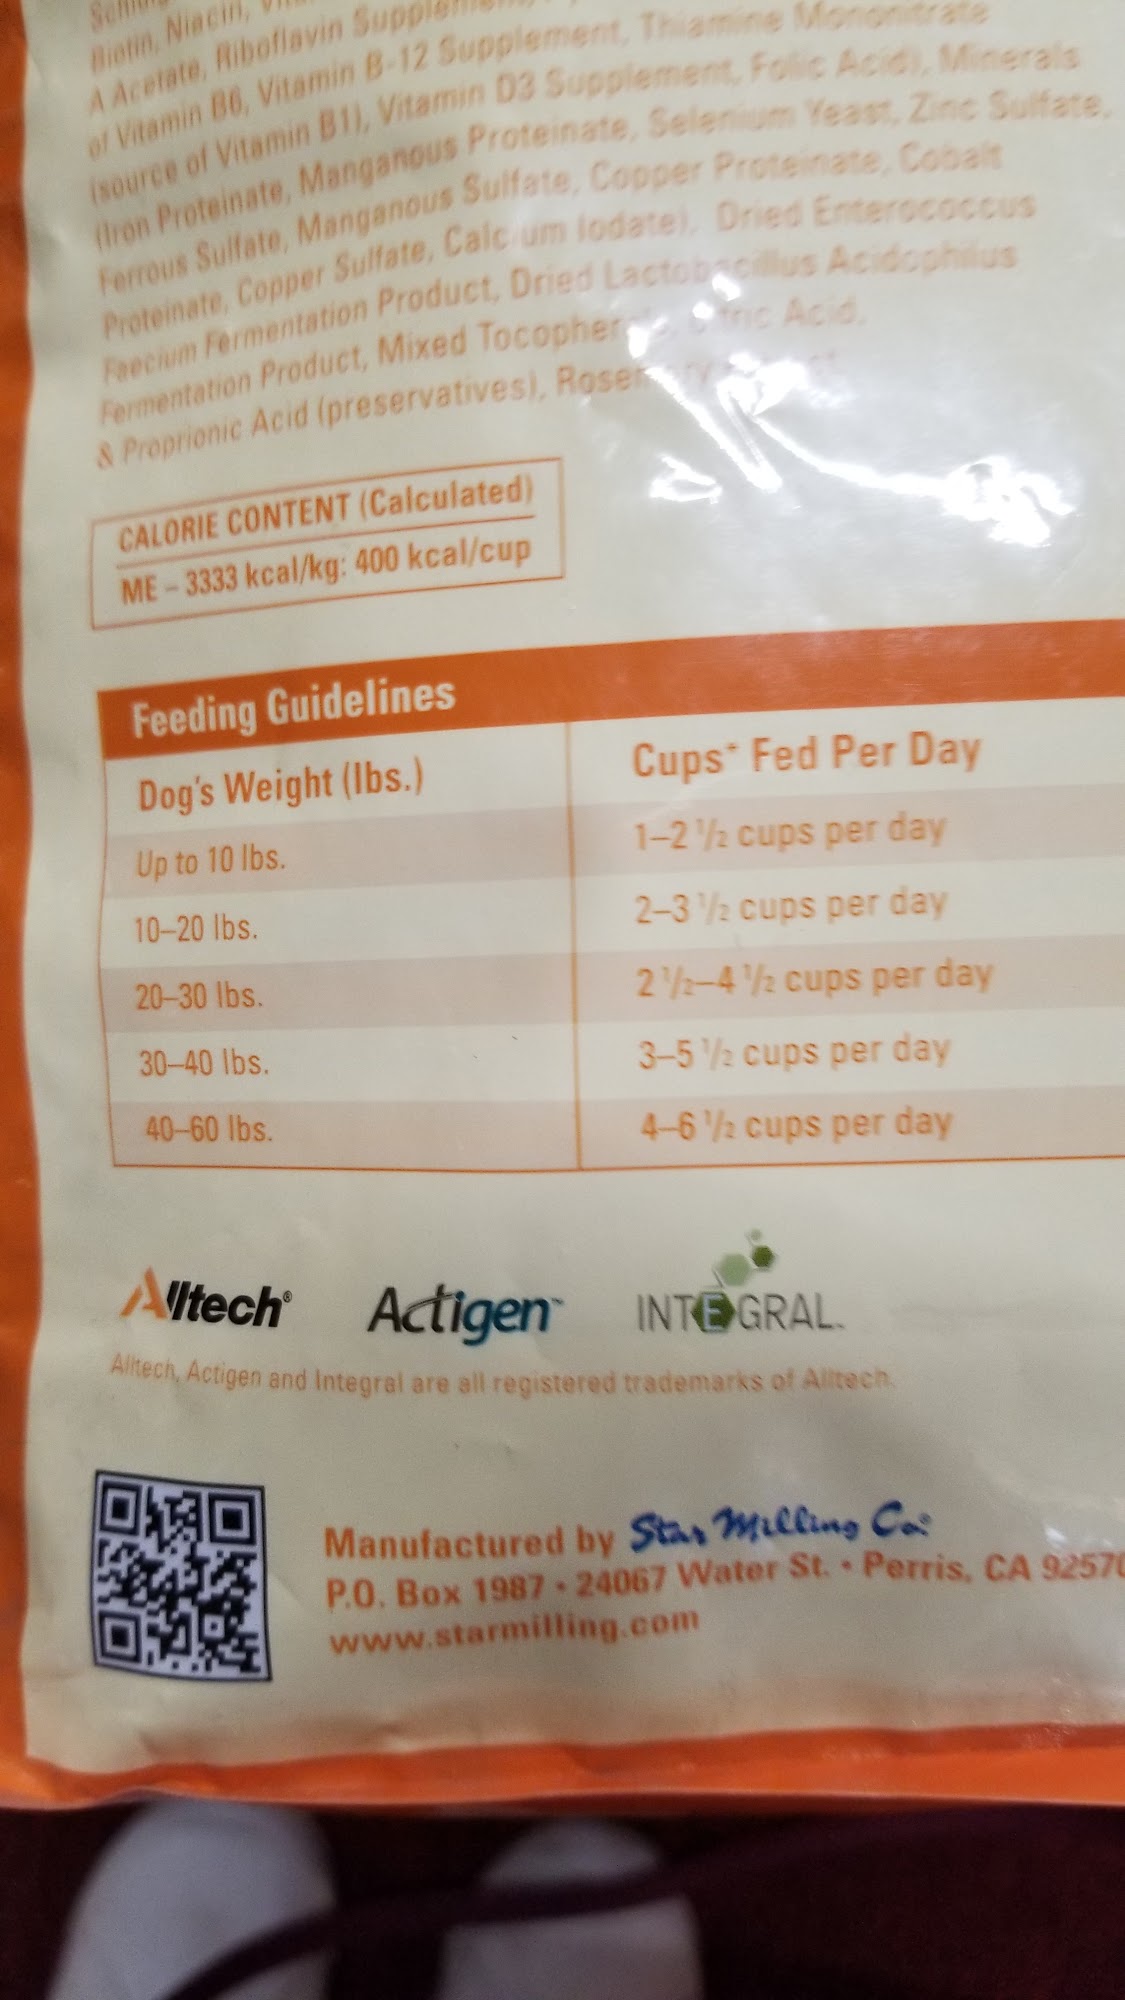 Biotin, Niacin,
A Acetate, Riboflavin Supplement,
of Vitamin B6, Vitamin B-12 Supplement, Thiamine Mononitrate
(source of Vitamin B1), Vitamin D3 Supplement, Folic Acid), Minerals
(Iron Proteinate, Manganous Proteinate, Selenium Yeast, Zinc Sulfate,
Ferrous Sulfate, Manganous Sulfate, Copper Proteinate, Cobalt
Proteinate, Copper Sulfate, Calcium Iodate), Dried Enterococcus
Faecium Fermentation Product, Dried Lactobacillus Acidophilus
Fermentation Product, Mixed Tocopherols, Citric Acid,
& Proprionic Acid (preservatives), Rosemary
CALORIE CONTENT (Calculated)
ME – 3333 kcal/kg: 400 kcal/cup
Feeding Guidelines
Dog's Weight (lbs.) Cups* Fed Per Day
Up to 10 lbs. 1–2 1/2 cups per day
10–20 lbs. 2–3 1/2 cups per day
20–30 lbs. 2 1/2–4 1/2 cups per day
30–40 lbs. 3–5 1/2 cups per day
40–60 lbs. 4–6 1/2 cups per day
Alltech® Actigen™ INTEGRAL
Alltech, Actigen and Integral are all registered trademarks of Alltech.
Manufactured by Star Milling Co.
P.O. Box 1987 • 24067 Water St. • Perris, CA 92570
www.starmilling.com